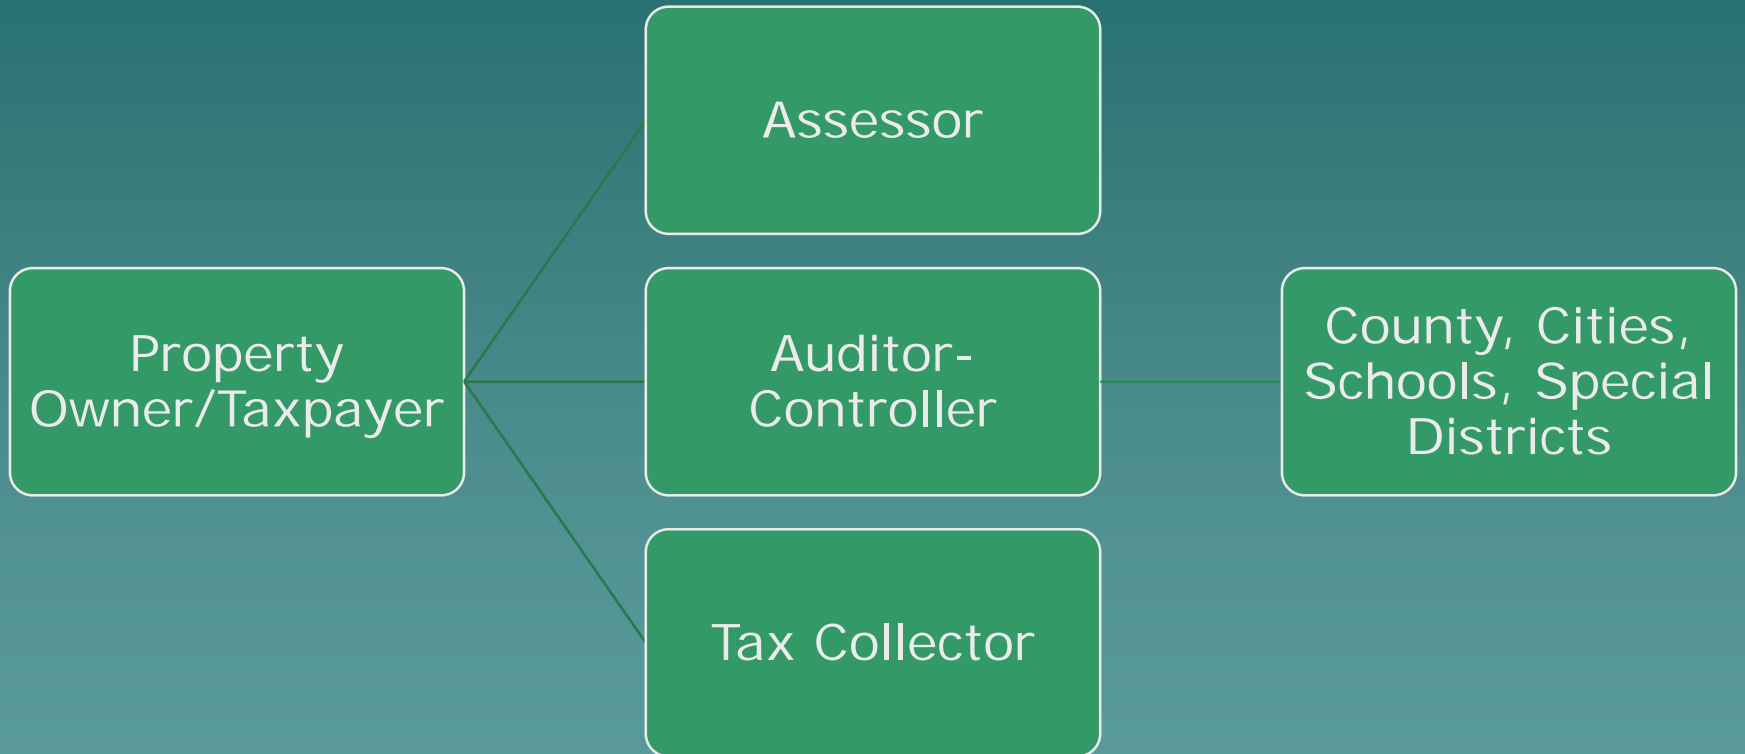 Assessor
Property
Owner/Taxpayer
Auditor-
Controller
County, Cities,
Schools, Special
Districts
Tax Collector